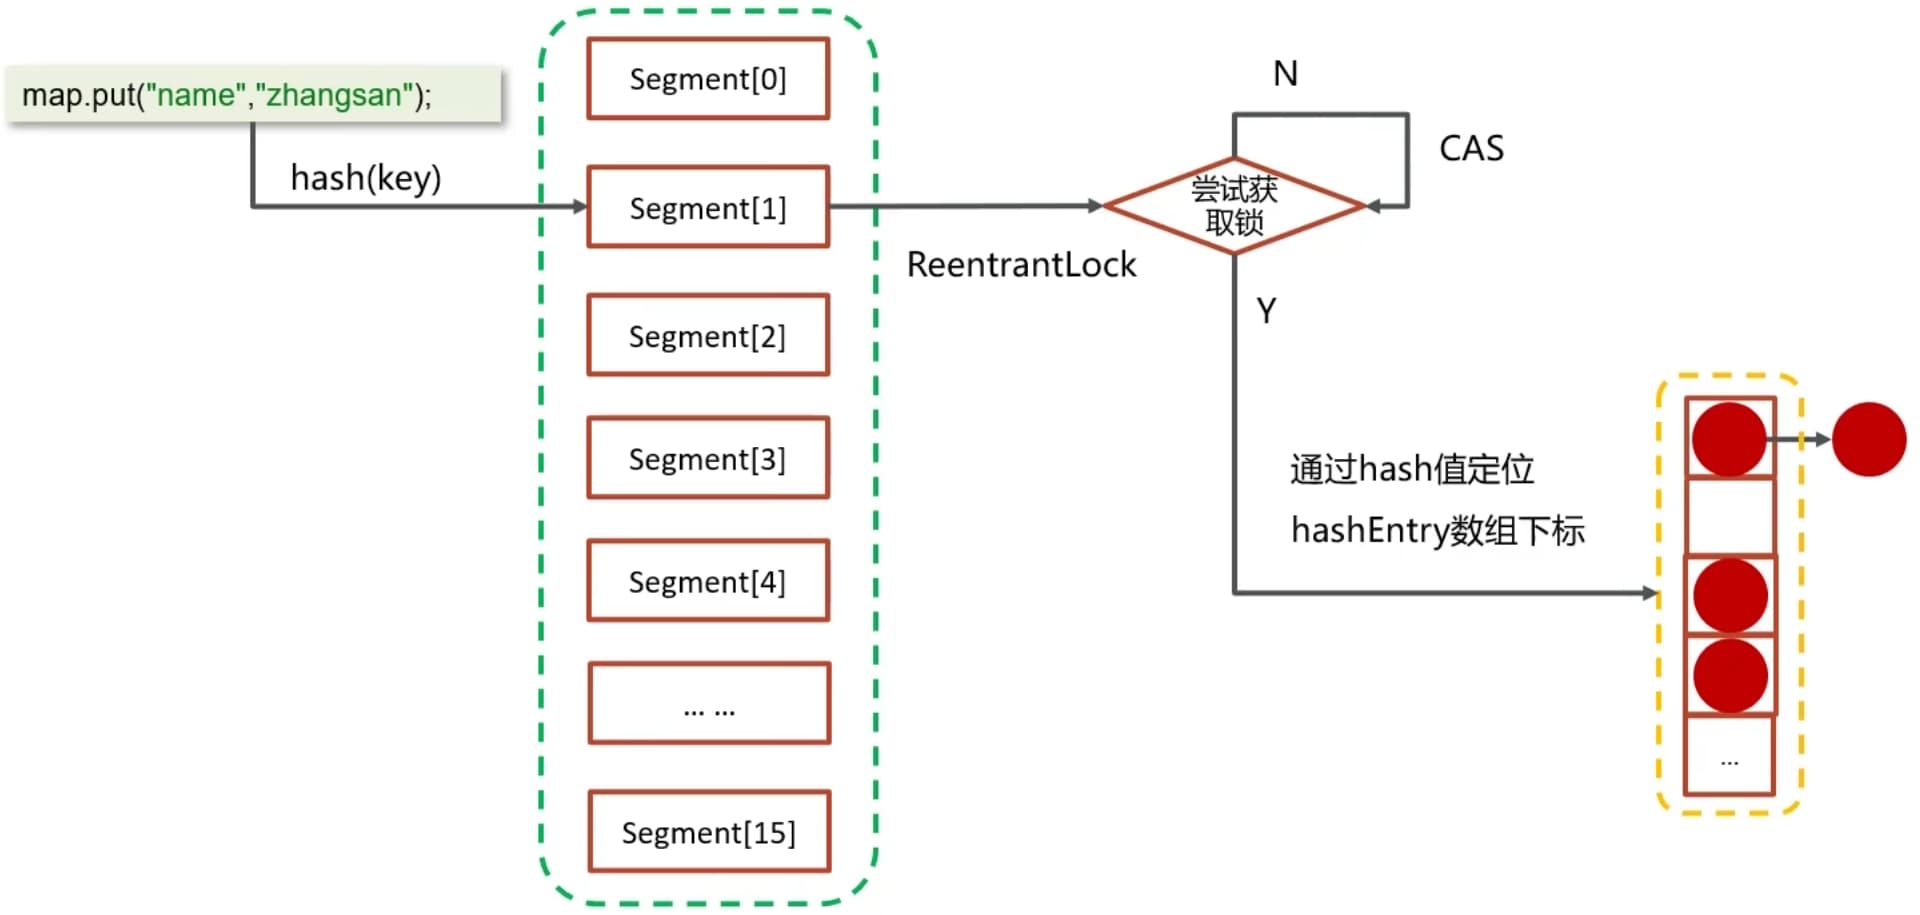 map.put("name","zhangsan");
hash(key)
Segment[0]
Segment[1]
Segment[2]
Segment[3]
Segment[4]
... ...
Segment[15]
ReentrantLock
N
CAS
尝试获
取锁
Y
通过hash值定位
hashEntry数组下标
...